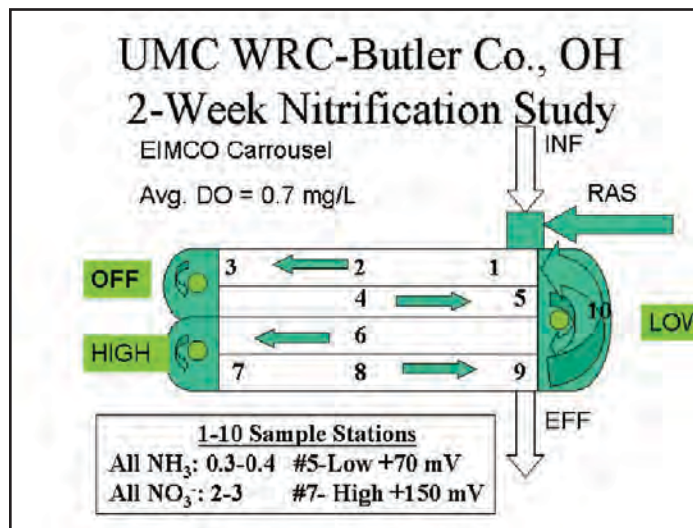 UMC WRC-Butler Co., OH
2-Week Nitrification Study
EIMCO Carrousel
INF
Avg. DO = 0.7 mg/L
RAS
OFF
3
2
1
4
5
10
LOW
HIGH
6
7
8
9
EFF
1-10 Sample Stations
All NH₃: 0.3-0.4 #5-Low +70 mV
All NO₃⁻: 2-3 #7- High +150 mV